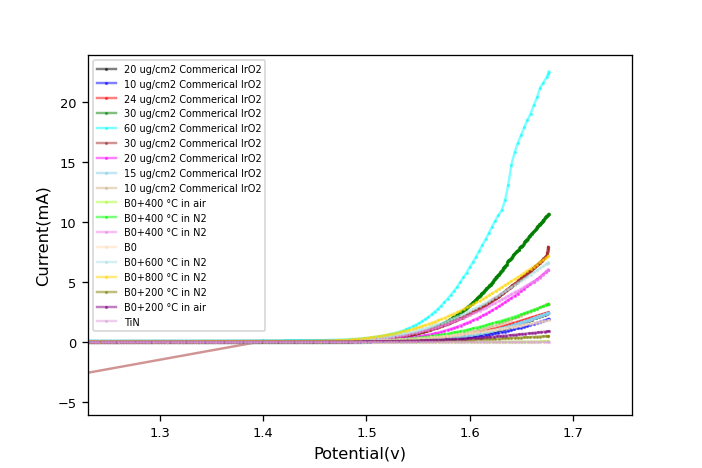 20 ug/cm2 Commerical IrO2
10 ug/cm2 Commerical IrO2
24 ug/cm2 Commerical IrO2
30 ug/cm2 Commerical IrO2
60 ug/cm2 Commerical IrO2
30 ug/cm2 Commerical IrO2
20 ug/cm2 Commerical IrO2
15 ug/cm2 Commerical IrO2
10 ug/cm2 Commerical IrO2
B0+400 °C in air
B0+400 °C in N2
B0+400 °C in N2
B0
B0+600 °C in N2
B0+800 °C in N2
B0+200 °C in N2
B0+200 °C in air
TiN
20
15
10
5
0
−5
Current(mA)
1.3 1.4 1.5 1.6 1.7
Potential(v)